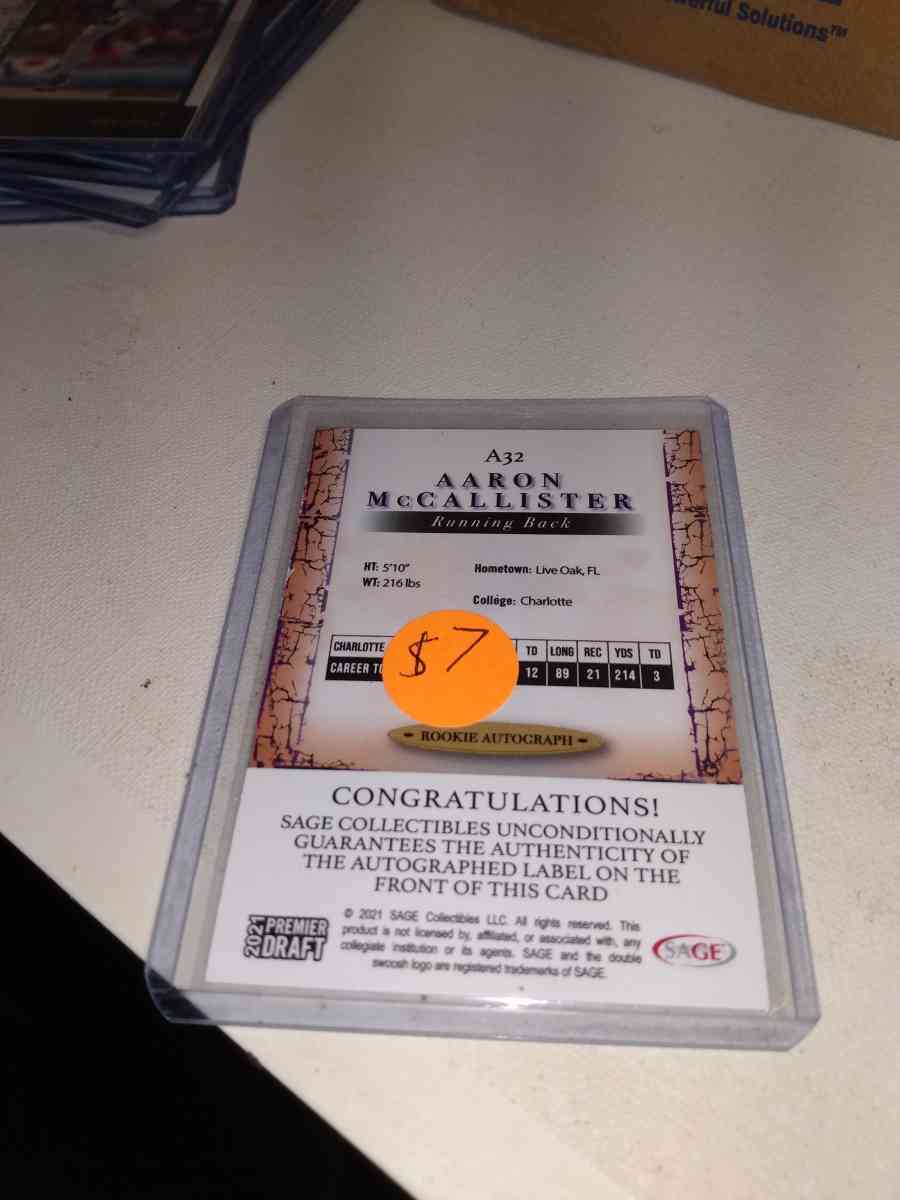 Solutions™
A32
AARON
McCALLISTER
Running Back
HT: 5'10" Hometown: Live Oak, FL
WT: 216 lbs
College: Charlotte
CHARLOTTE TD LONG REC YDS TD
CAREER 12 89 21 214 3
$7
ROOKIE AUTOGRAPH
CONGRATULATIONS!
SAGE COLLECTIBLES UNCONDITIONALLY
GUARANTEES THE AUTHENTICITY OF
THE AUTOGRAPHED LABEL ON THE
FRONT OF THIS CARD
2021 PREMIER DRAFT
© 2021 SAGE Collectibles LLC. All rights reserved. This
product is not licensed by, affiliated, or associated with, any
collegiate institution or its agents. SAGE and the double
swoosh logo are registered trademarks of SAGE.
SAGE